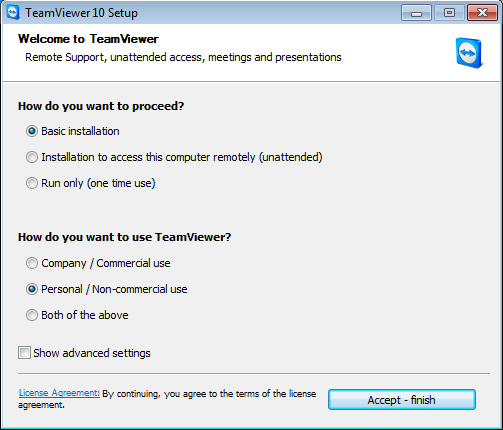 TeamViewer 10 Setup
Welcome to TeamViewer
Remote Support, unattended access, meetings and presentations
How do you want to proceed?
Basic installation
Installation to access this computer remotely (unattended)
Run only (one time use)
How do you want to use TeamViewer?
Company / Commercial use
Personal / Non-commercial use
Both of the above
Show advanced settings
License Agreement: By continuing, you agree to the terms of the license
agreement.
Accept - finish